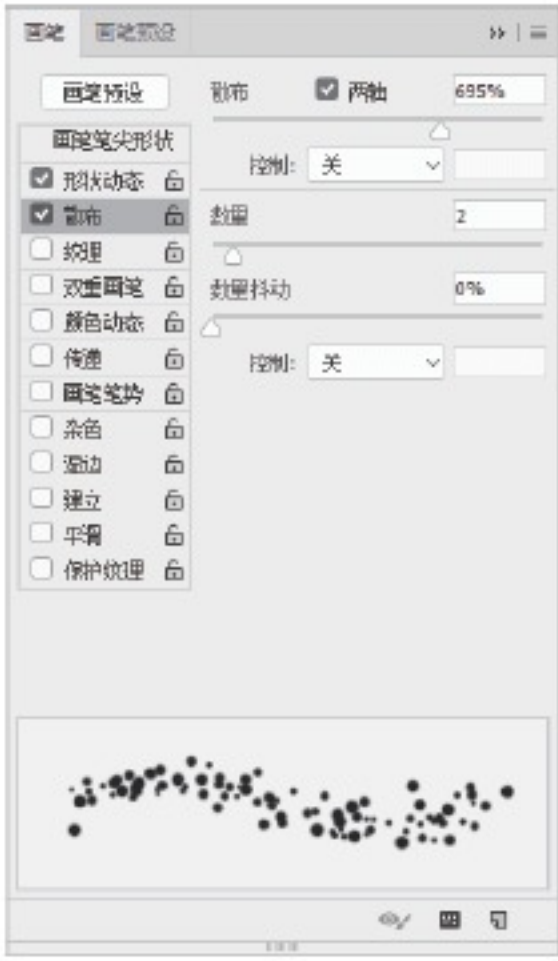 画笔 画笔预设
画笔预设
散布 两轴 695%
画笔笔尖形状
控制: 关
形状动态
散布
数量 2
纹理
双重画笔
数量抖动 0%
颜色动态
传递
控制: 关
画笔笔势
杂色
湿边
建立
平滑
保护纹理